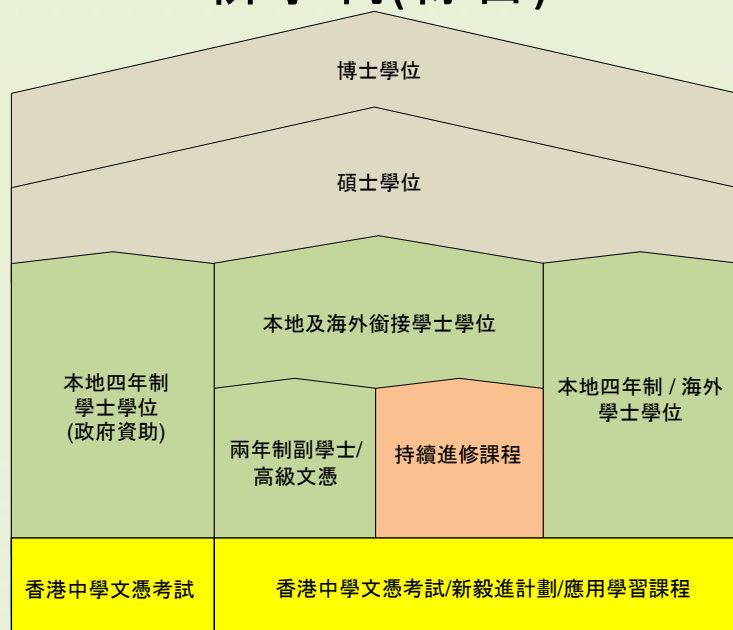 博士學位
碩士學位
本地及海外銜接學士學位
本地四年制
學士學位
(政府資助)
本地四年制 / 海外
學士學位
兩年制副學士/
高級文憑
持續進修課程
香港中學文憑考試
香港中學文憑考試/新毅進計劃/應用學習課程